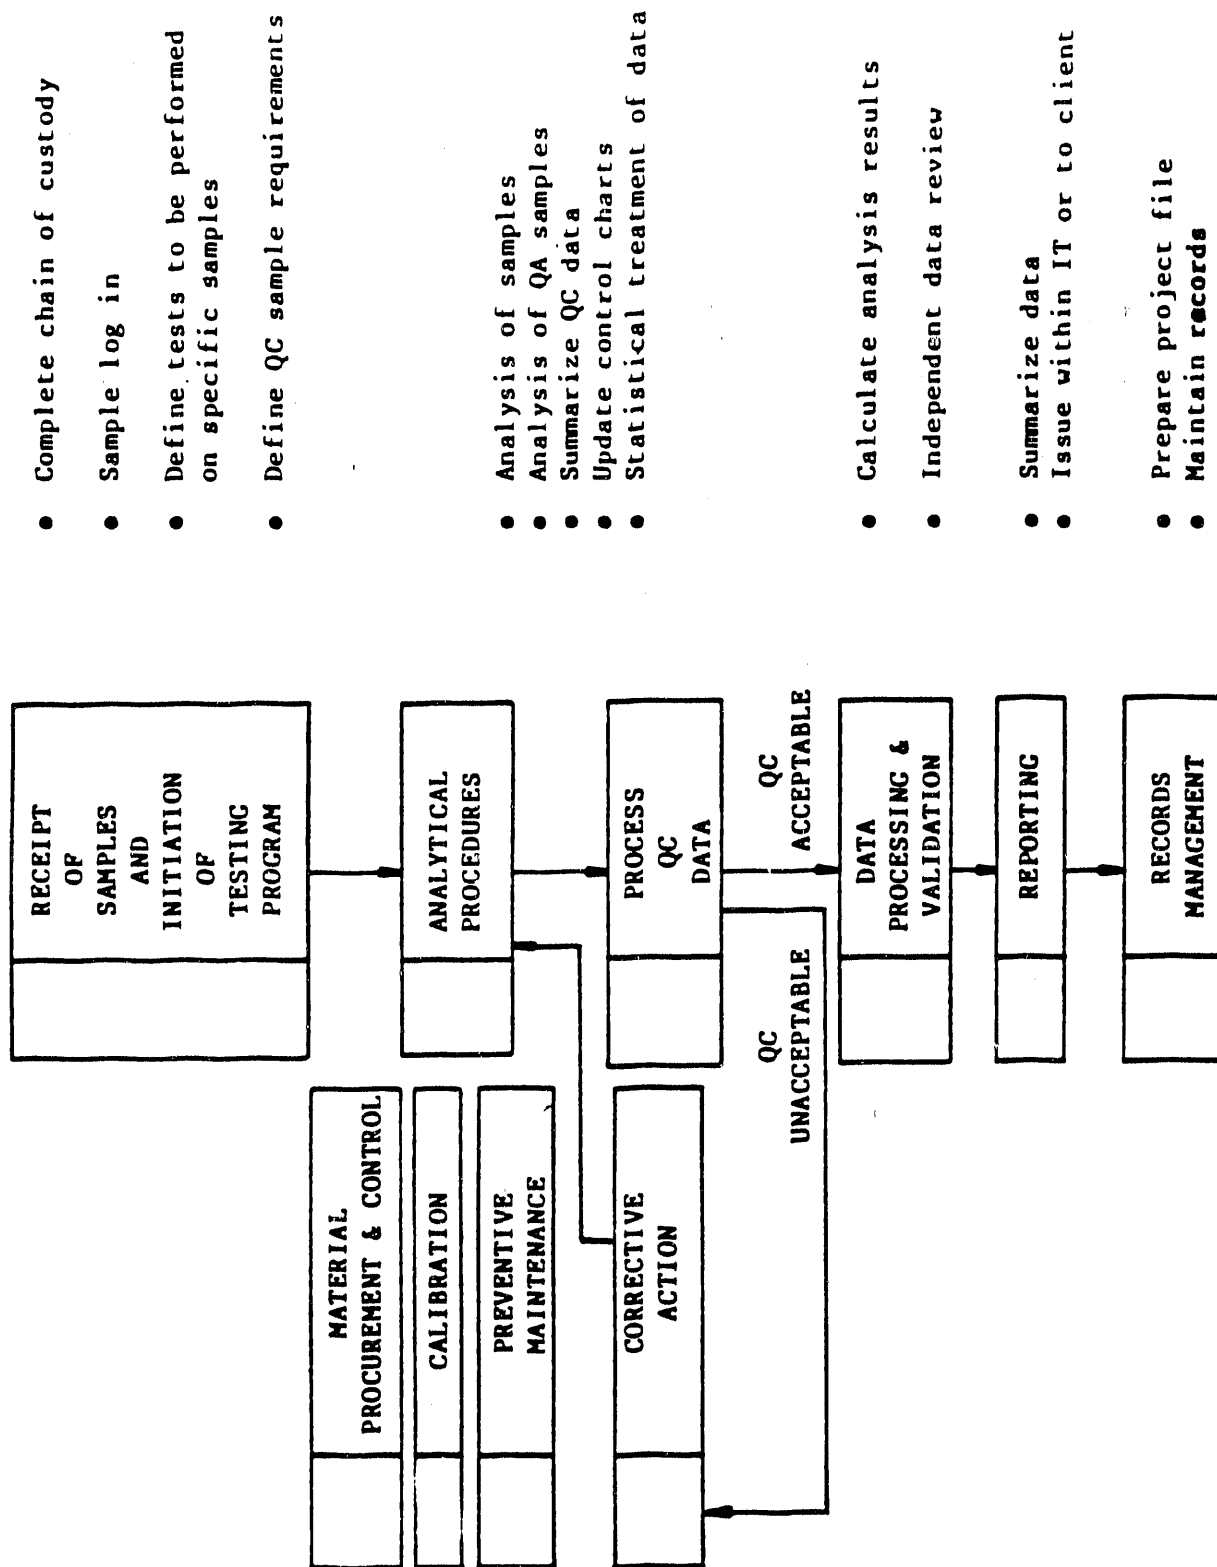 RECEIPT
OF
SAMPLES
AND
INITIATION
OF
TESTING
PROGRAM
● Complete chain of custody
● Sample log in
● Define tests to be performed
on specific samples
● Define QC sample requirements
MATERIAL
PROCUREMENT & CONTROL
CALIBRATION
PREVENTIVE
MAINTENANCE
ANALYTICAL
PROCEDURES
● Analysis of samples
● Analysis of QA samples
● Summarize QC data
● Update control charts
● Statistical treatment of data
CORRECTIVE
ACTION
PROCESS
QC
DATA
QC
UNACCEPTABLE
QC
ACCEPTABLE
DATA
PROCESSING &
VALIDATION
● Calculate analysis results
● Independent data review
REPORTING
● Summarize data
● Issue within IT or to client
RECORDS
MANAGEMENT
● Prepare project file
● Maintain records